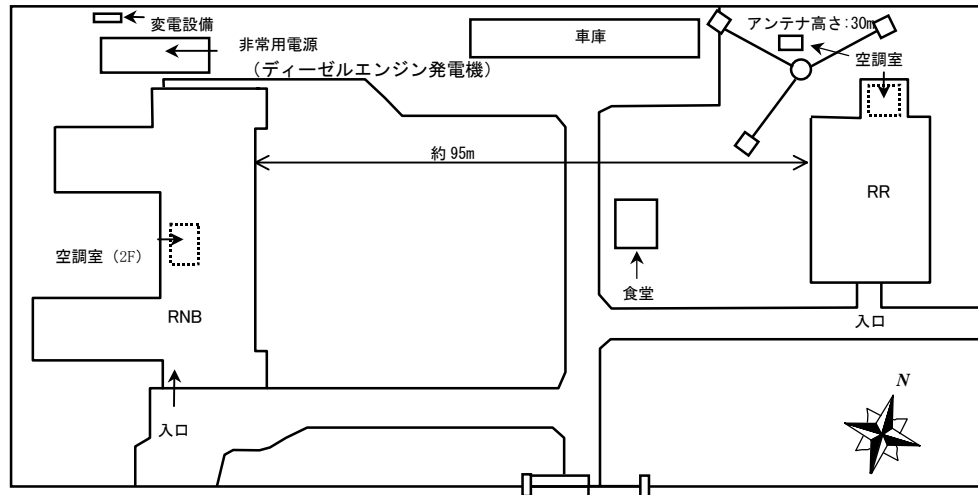 変電設備
車庫
アンテナ高さ:30m
非常用電源
(ディーゼルエンジン発電機)
空調室
約 95m
RR
空調室 (2F)
食堂
RNB
入口
入口
N